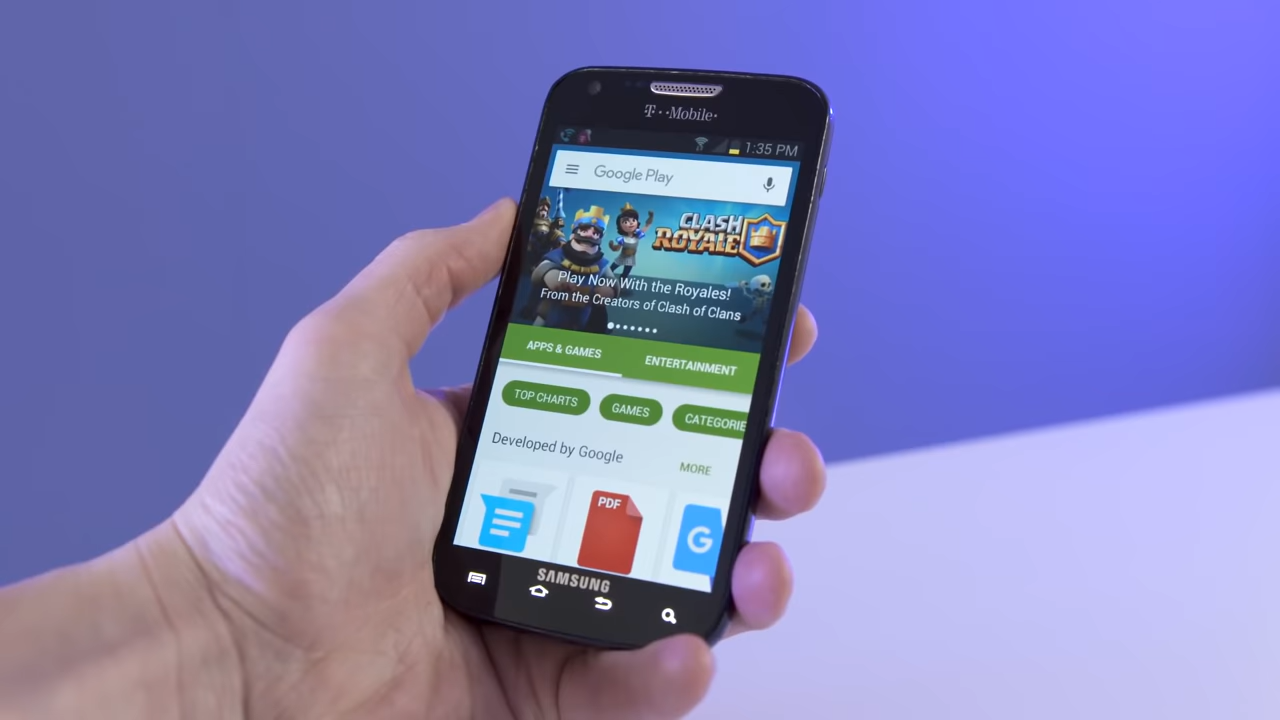 T··Mobile·
1:35 PM
Google Play
CLASH
ROYALE
Play Now With the Royales!
From the Creators of Clash of Clans
APPS & GAMES
ENTERTAINMENT
TOP CHARTS
GAMES
CATEGORIE
Developed by Google
MORE
PDF
G
SAMSUNG